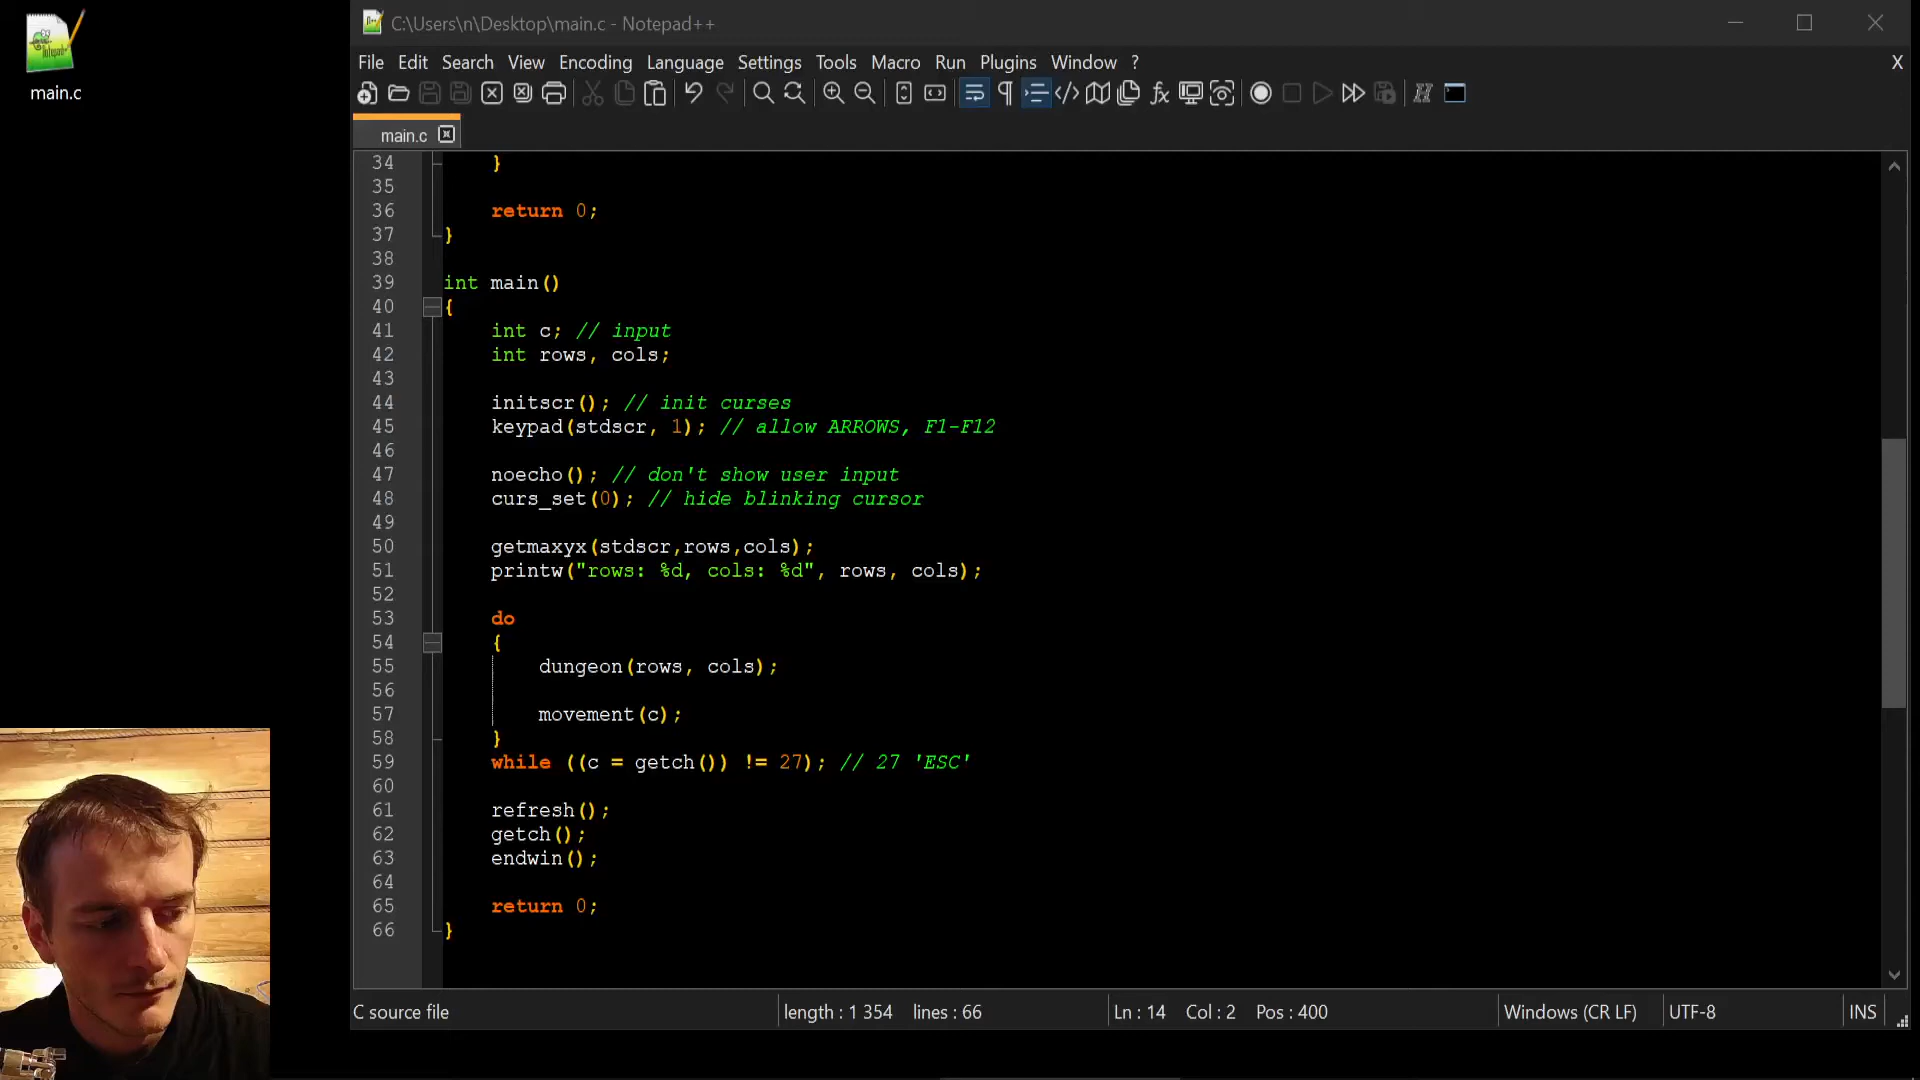 C:\Users\n\Desktop\main.c - Notepad++
main.c
File Edit Search View Encoding Language Settings Tools Macro Run Plugins Window ? X
main.c
34 }
35
36 return 0;
37 }
38
39 int main()
40 {
41 int c; // input
42 int rows, cols;
43
44 initscr(); // init curses
45 keypad(stdscr, 1); // allow ARROWS, F1-F12
46
47 noecho(); // don't show user input
48 curs_set(0); // hide blinking cursor
49
50 getmaxyx(stdscr,rows,cols);
51 printw("rows: %d, cols: %d", rows, cols);
52
53 do
54 {
55 dungeon(rows, cols);
56
57 movement(c);
58 }
59 while ((c = getch()) != 27); // 27 'ESC'
60
61 refresh();
62 getch();
63 endwin();
64
65 return 0;
66 }
C source file length : 1 354 lines : 66 Ln : 14 Col : 2 Pos : 400 Windows (CR LF) UTF-8 INS